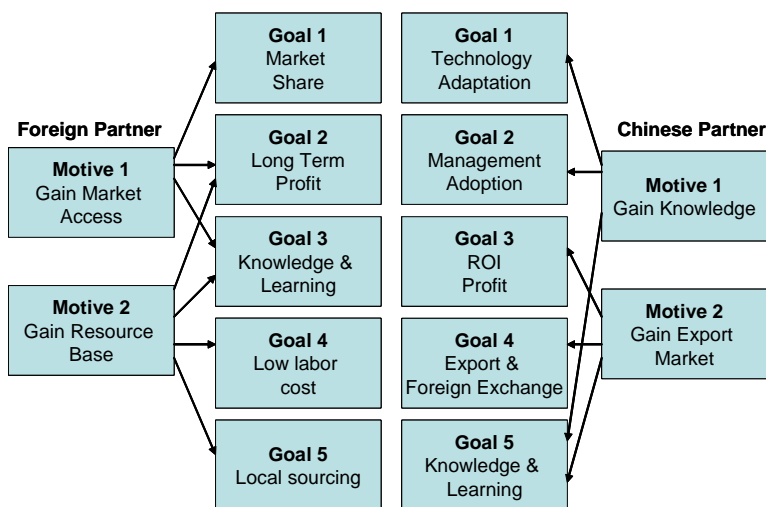 Foreign Partner
Motive 1
Gain Market
Access
Motive 2
Gain Resource
Base
Goal 1
Market
Share
Goal 2
Long Term
Profit
Goal 3
Knowledge &
Learning
Goal 4
Low labor
cost
Goal 5
Local sourcing
Goal 1
Technology
Adaptation
Goal 2
Management
Adoption
Goal 3
ROI
Profit
Goal 4
Export &
Foreign Exchange
Goal 5
Knowledge &
Learning
Chinese Partner
Motive 1
Gain Knowledge
Motive 2
Gain Export
Market